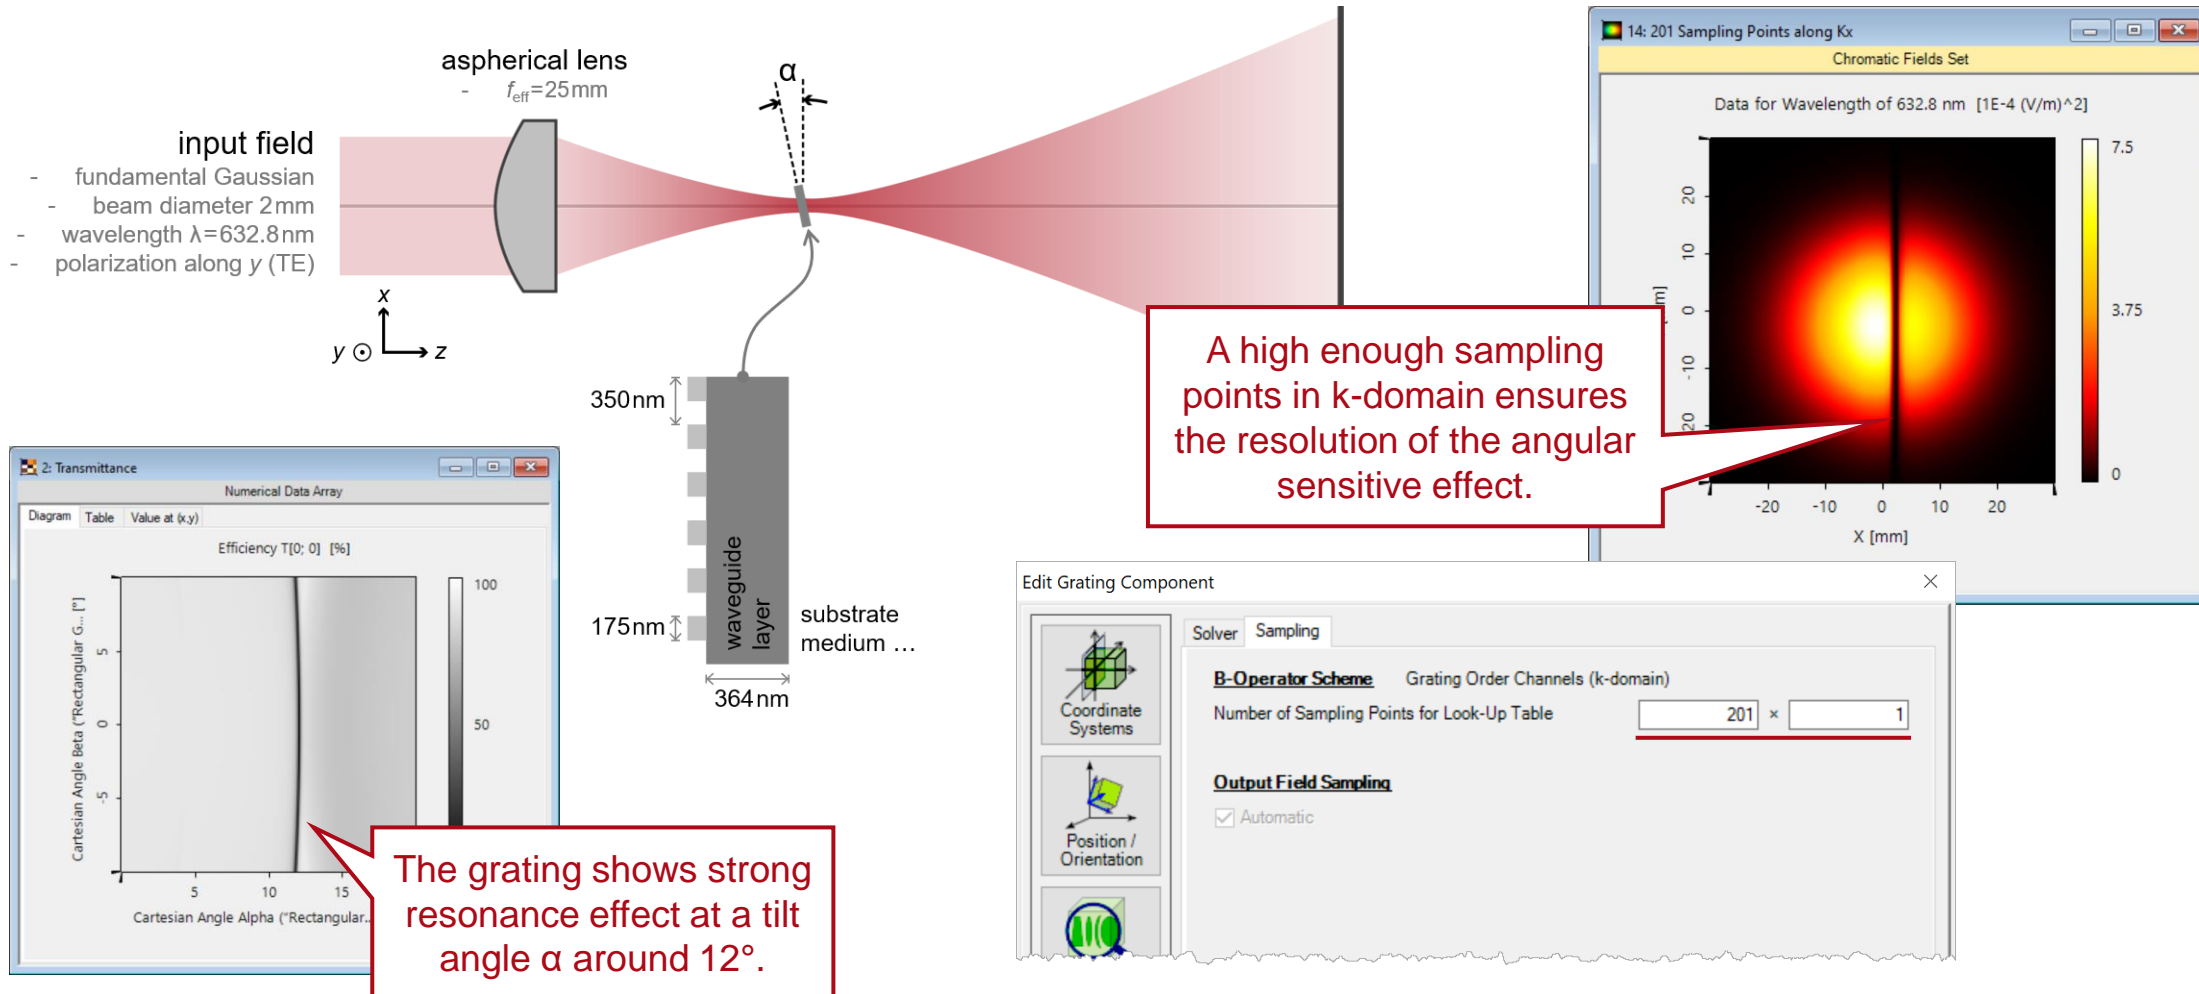 aspherical lens
- feff=25mm
α
input field
- fundamental Gaussian
- beam diameter 2mm
- wavelength λ=632.8nm
- polarization along y (TE)
x
y
z
350nm
175nm
waveguide
layer
364nm
substrate
medium …
14: 201 Sampling Points along Kx
Chromatic Fields Set
Data for Wavelength of 632.8 nm [1E-4 (V/m)^2]
20
10
0
-10
-20
-20 -10 0 10 20
X [mm]
7.5
3.75
0
A high enough sampling
points in k-domain ensures
the resolution of the angular
sensitive effect.
2: Transmittance
Numerical Data Array
Diagram Table Value at (x,y)
Efficiency T[0; 0] [%]
Cartesian Angle Beta ("Rectangular G... [°]
5
0
-5
5 10 15
Cartesian Angle Alpha ("Rectangular..
100
50
The grating shows strong
resonance effect at a tilt
angle α around 12°.
Edit Grating Component
Coordinate
Systems
Position /
Orientation
Solver Sampling
B-Operator Scheme Grating Order Channels (k-domain)
Number of Sampling Points for Look-Up Table 201 × 1
Output Field Sampling
Automatic